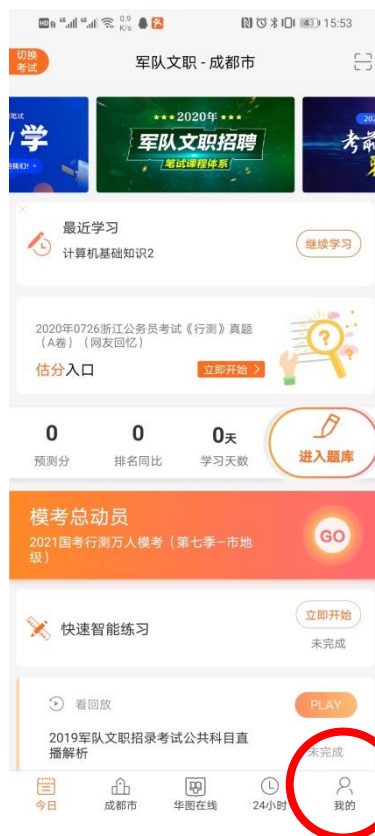 0.9
K/s
15:53
切换
考试
军队文职 - 成都市
学
2020年
军队文职招聘
笔试课程体系
考前
最近学习
计算机基础知识2
继续学习
2020年0726浙江公务员考试《行测》真题
（A卷）（网友回忆）
估分入口
立即开始 >
0
预测分
0
排名同比
0天
学习天数
进入题库
模考总动员
2021国考行测万人模考（第七季—市地
级）
GO
快速智能练习
立即开始
未完成
看回放
PLAY
2019军队文职招录考试公共科目直
播解析
未完成
今日
成都市
华图在线
24小时
我的